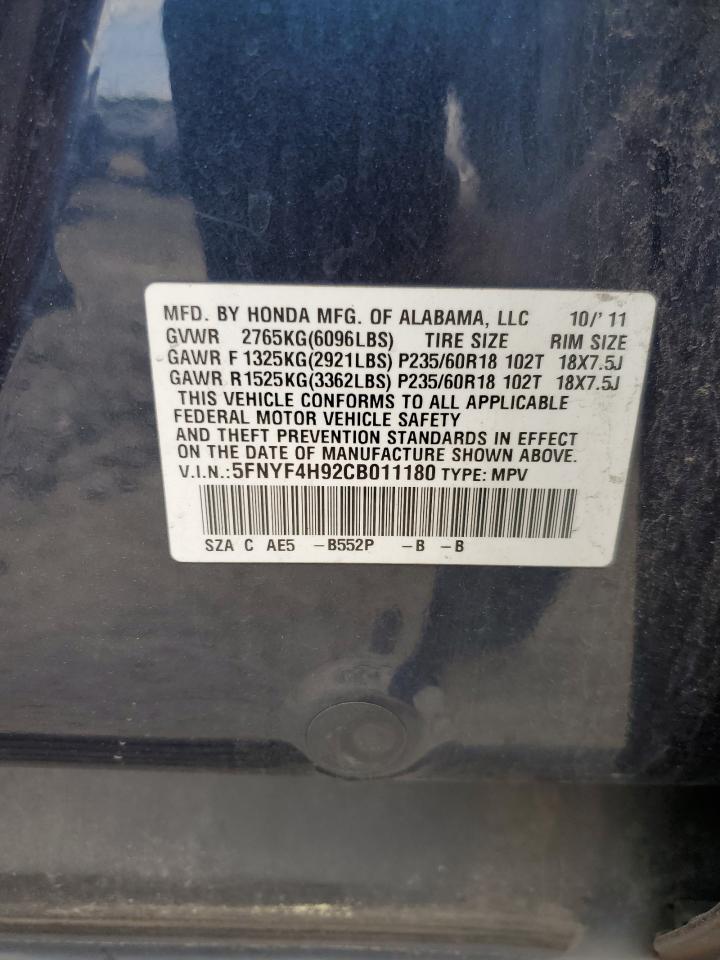 MFD. BY HONDA MFG. OF ALABAMA, LLC 10/'11
GVWR 2765KG(6096LBS) TIRE SIZE RIM SIZE
GAWR F 1325KG(2921LBS) P235/60R18 102T 18X7.5J
GAWR R1525KG(3362LBS) P235/60R18 102T 18X7.5J
THIS VEHICLE CONFORMS TO ALL APPLICABLE
FEDERAL MOTOR VEHICLE SAFETY
AND THEFT PREVENTION STANDARDS IN EFFECT
ON THE DATE OF MANUFACTURE SHOWN ABOVE.
V.I.N.:5FNYF4H92CB011180 TYPE: MPV
SZA C AE5 -B552P -B -B